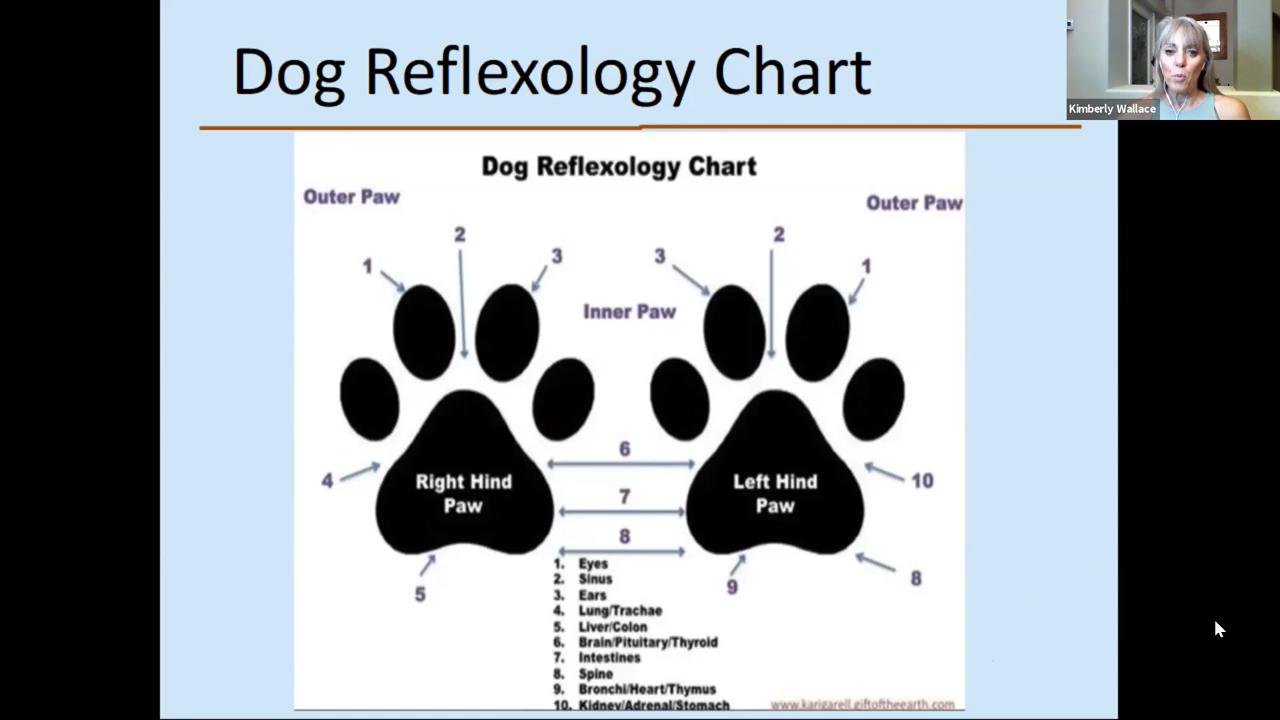 Dog Reflexology Chart
Kimberly Wallace
Dog Reflexology Chart
Outer Paw
Outer Paw
2
2
1
3
3
1
Inner Paw
6
4
Right Hind
Paw
Left Hind
Paw
10
7
8
5
9
8
1. Eyes
2. Sinus
3. Ears
4. Lung/Trachae
5. Liver/Colon
6. Brain/Pituitary/Thyroid
7. Intestines
8. Spine
9. Bronchi/Heart/Thymus
10. Kidney/Adrenal/Stomach
www.karigarell.giftoftheearth.com